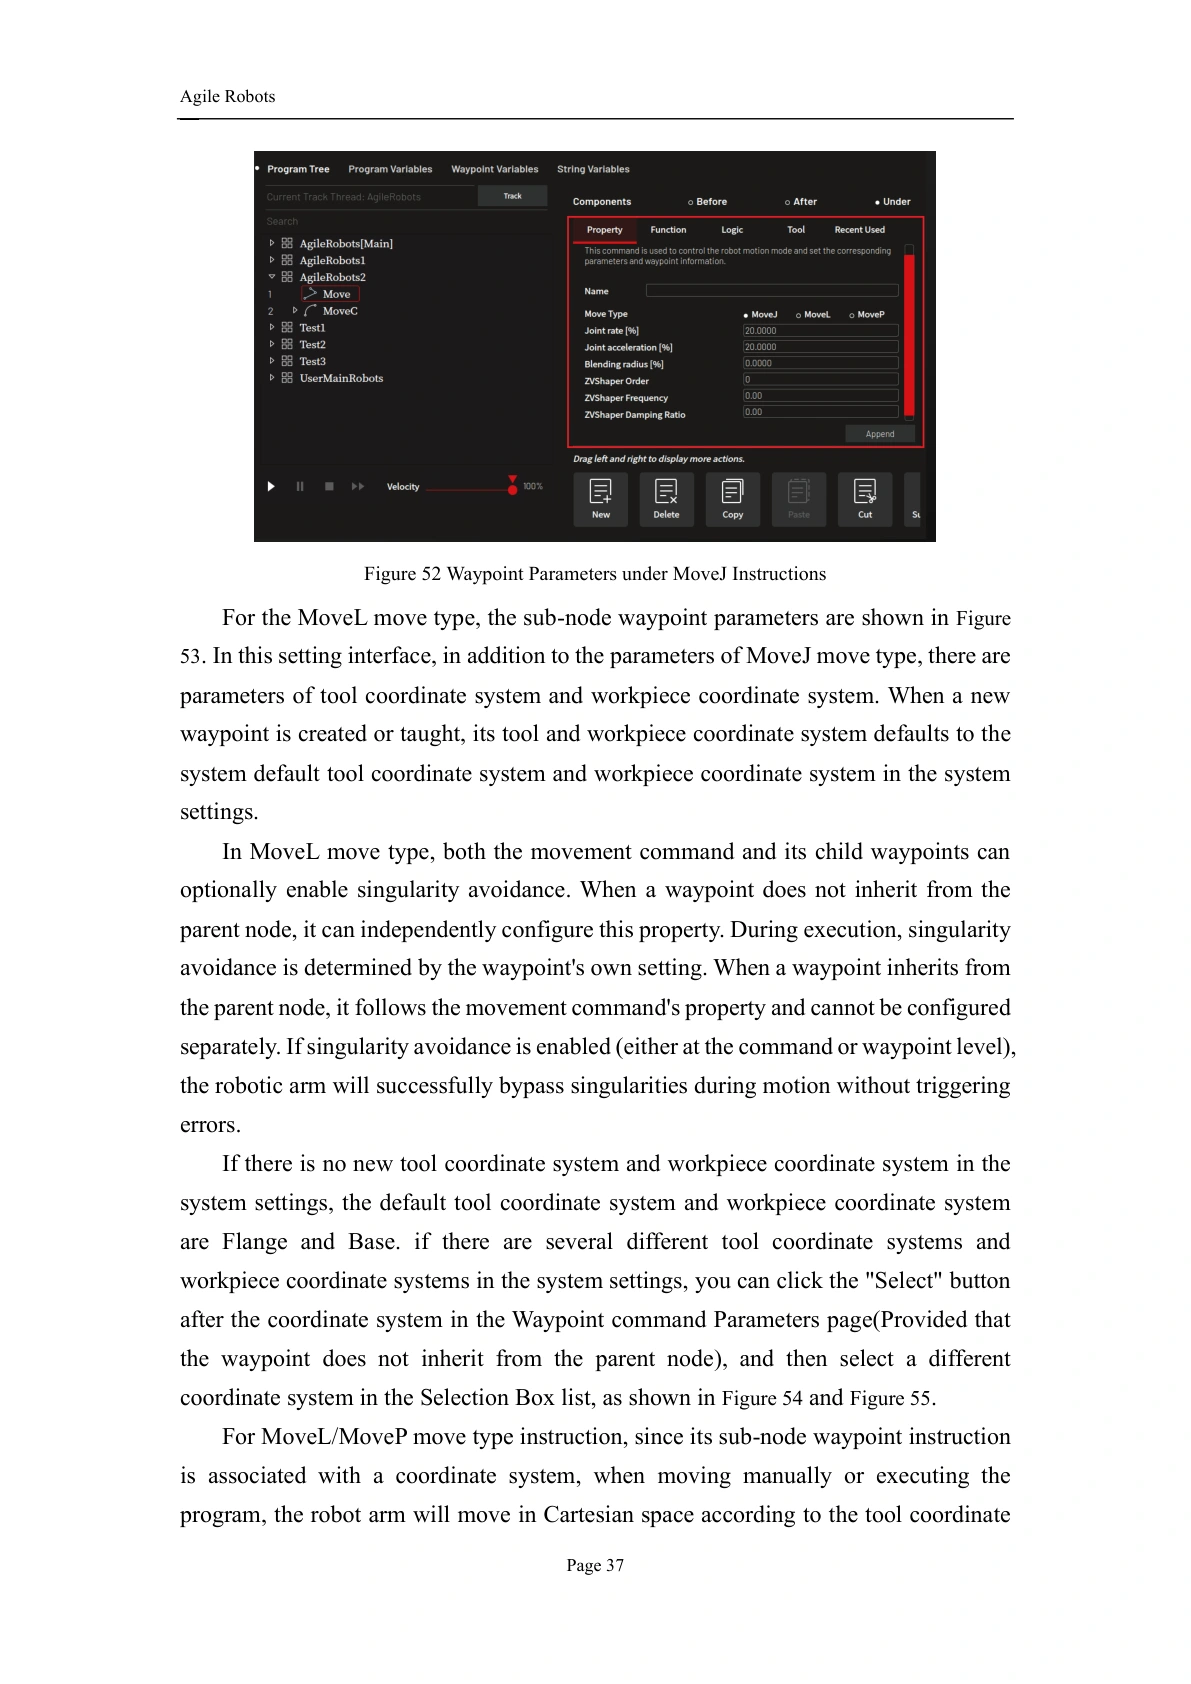 Agile Robots
Program Tree Program Variables Waypoint Variables String Variables
Current Track Thread: AgileRobots Track
Components Before After Under
Search
Property Function Logic Tool Recent Used
AgileRobots[Main]
This command is used to control the robot motion mode and set the corresponding
parameters and waypoint information.
AgileRobots1
AgileRobots2
1 Move
Name
2 MoveC
Move Type MoveJ MoveL MoveP
Test1
Joint rate [%] 20.0000
Test2
Joint acceleration [%] 20.0000
Test3
Blending radius [%] 0.0000
UserMainRobots
ZVShaper Order 0
ZVShaper Frequency 0.00
ZVShaper Damping Ratio 0.00
Append
Drag left and right to display more actions.
Velocity 100%
New Delete Copy Paste Cut Su
Figure 52 Waypoint Parameters under MoveJ Instructions
For the MoveL move type, the sub-node waypoint parameters are shown in Figure
53. In this setting interface, in addition to the parameters of MoveJ move type, there are
parameters of tool coordinate system and workpiece coordinate system. When a new
waypoint is created or taught, its tool and workpiece coordinate system defaults to the
system default tool coordinate system and workpiece coordinate system in the system
settings.
In MoveL move type, both the movement command and its child waypoints can
optionally enable singularity avoidance. When a waypoint does not inherit from the
parent node, it can independently configure this property. During execution, singularity
avoidance is determined by the waypoint's own setting. When a waypoint inherits from
the parent node, it follows the movement command's property and cannot be configured
separately. If singularity avoidance is enabled (either at the command or waypoint level),
the robotic arm will successfully bypass singularities during motion without triggering
errors.
If there is no new tool coordinate system and workpiece coordinate system in the
system settings, the default tool coordinate system and workpiece coordinate system
are Flange and Base. if there are several different tool coordinate systems and
workpiece coordinate systems in the system settings, you can click the "Select" button
after the coordinate system in the Waypoint command Parameters page(Provided that
the waypoint does not inherit from the parent node), and then select a different
coordinate system in the Selection Box list, as shown in Figure 54 and Figure 55.
For MoveL/MoveP move type instruction, since its sub-node waypoint instruction
is associated with a coordinate system, when moving manually or executing the
program, the robot arm will move in Cartesian space according to the tool coordinate
Page 37